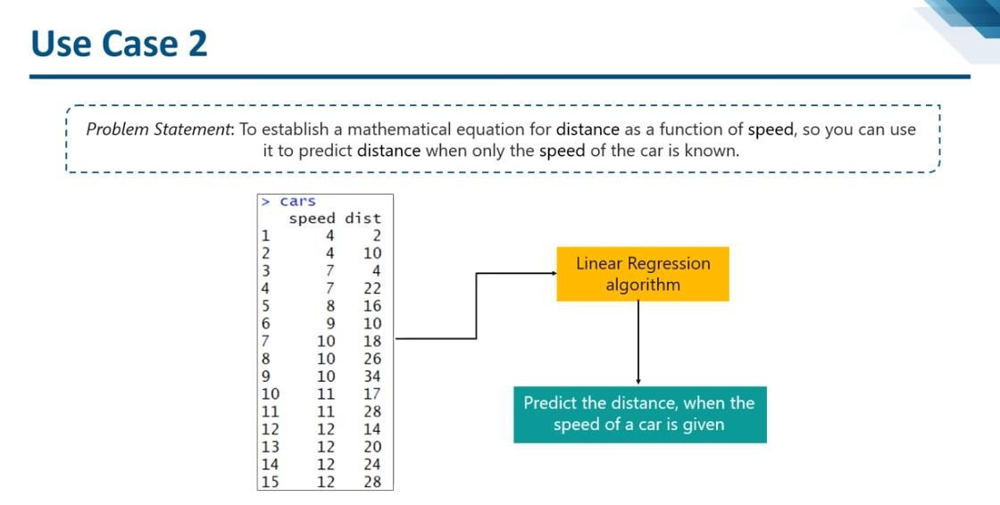 Use Case 2
Problem Statement: To establish a mathematical equation for distance as a function of speed, so you can use
it to predict distance when only the speed of the car is known.
> cars
speed dist
1 4 2
2 4 10
3 7 4
4 7 22
5 8 16
6 9 10
7 10 18
8 10 26
9 10 34
10 11 17
11 11 28
12 12 14
13 12 20
14 12 24
15 12 28
Linear Regression
algorithm
Predict the distance, when the
speed of a car is given